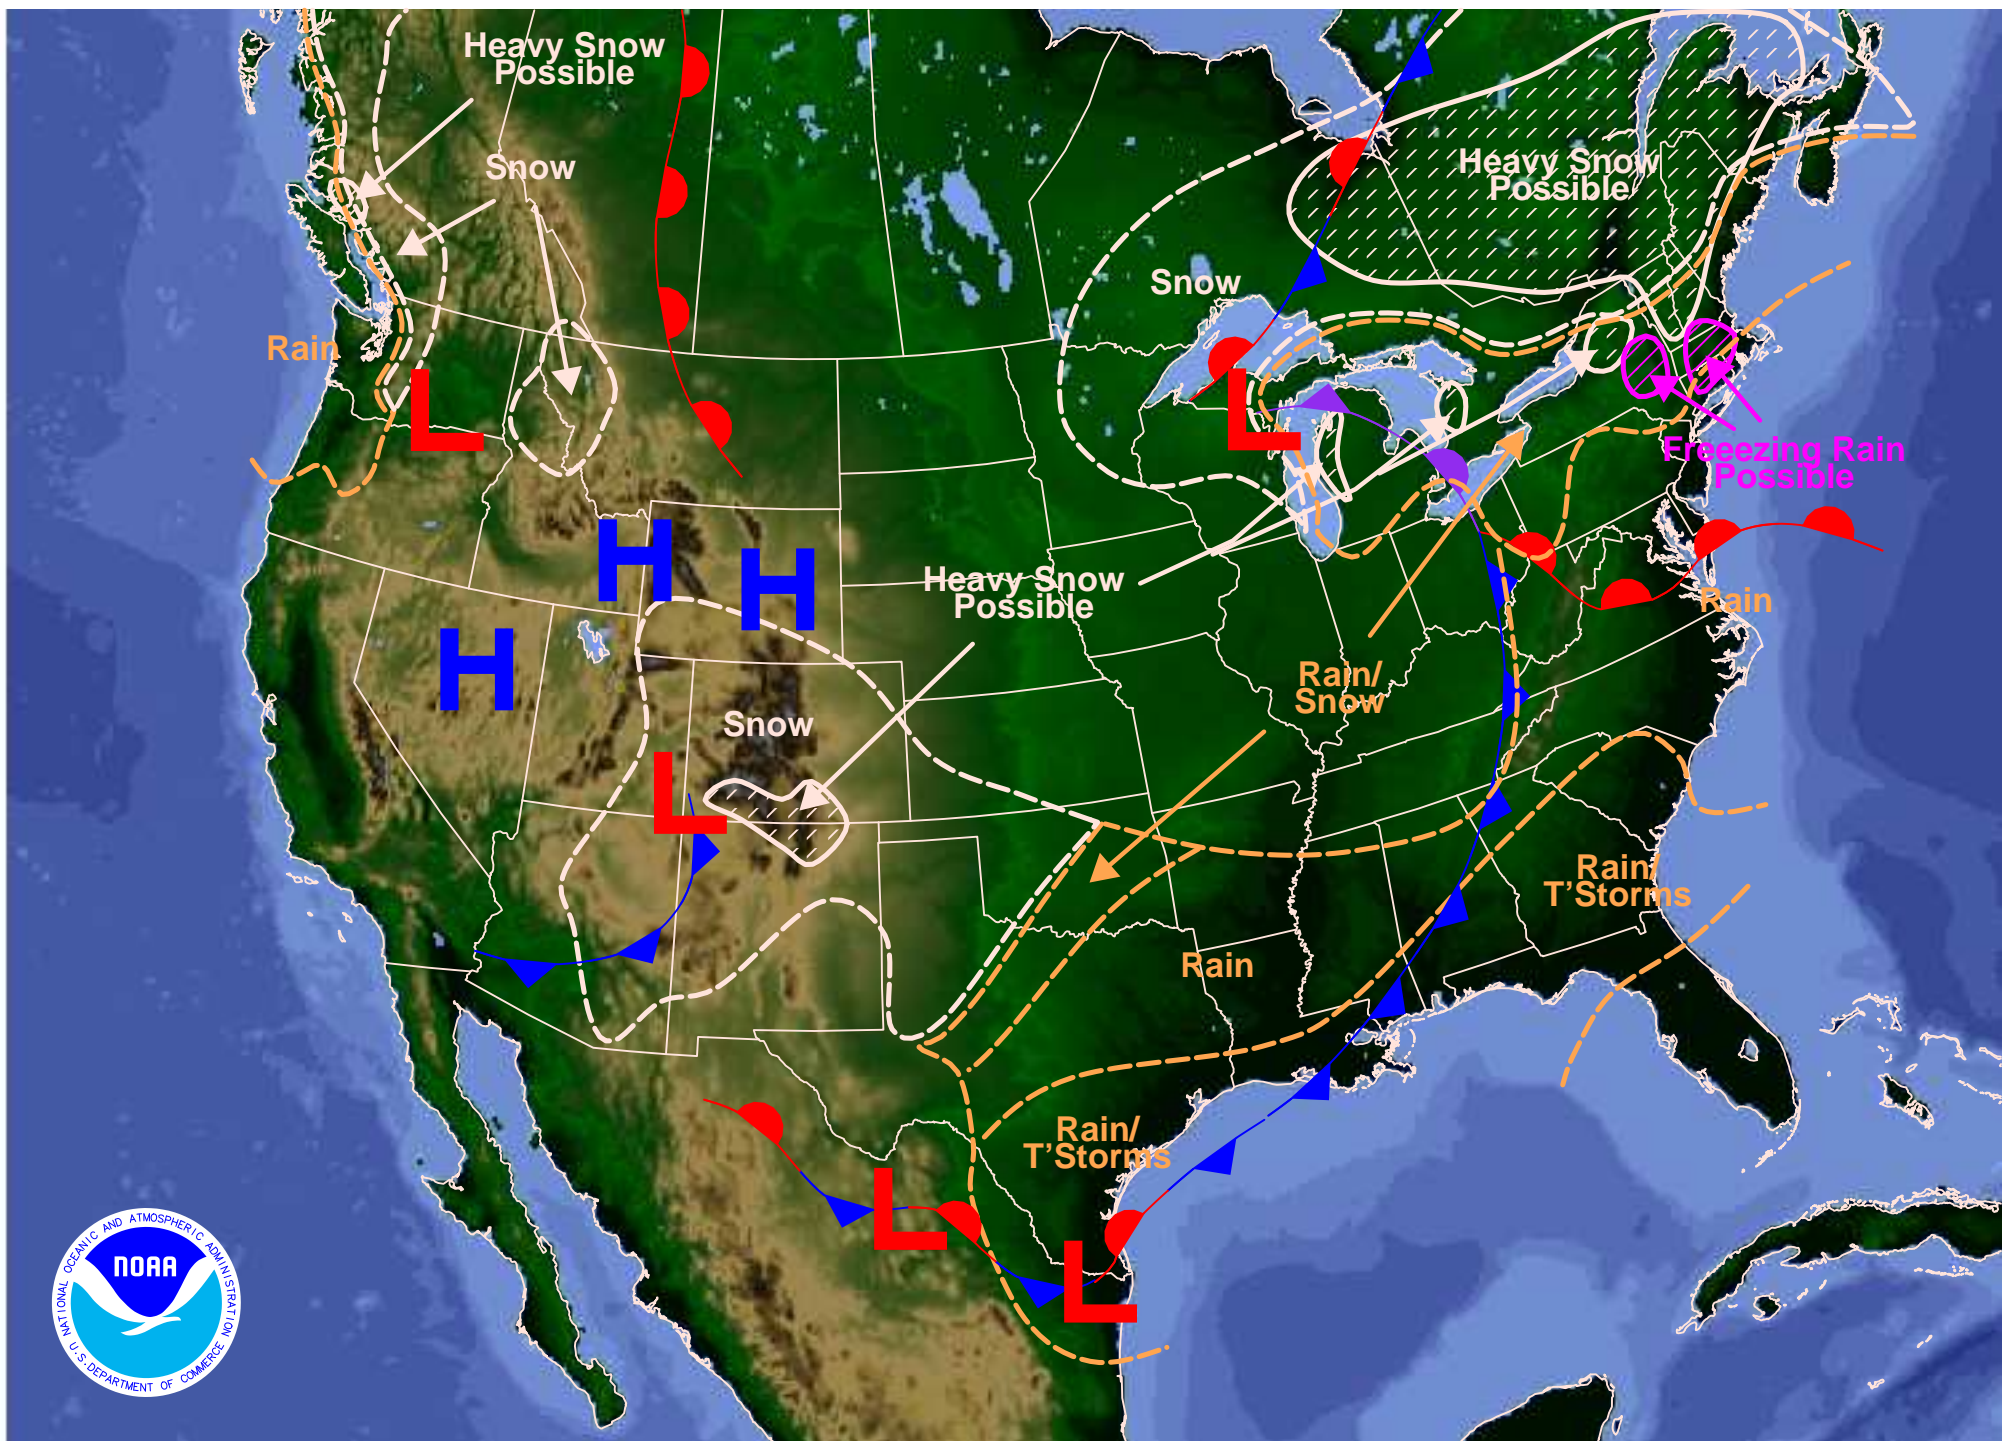 Heavy Snow
Possible
Snow
Heavy Snow
Possible
Snow
Rain
L
L
Freeezing Rain
Possible
H
H
Heavy Snow
Possible
Rain
H
Rain/
Snow
Snow
L
Rain/
T'Storms
Rain
Rain/
T'Storms
L
L
NATIONAL OCEANIC AND ATMOSPHERIC ADMINISTRATION
NOAA
U.S. DEPARTMENT OF COMMERCE